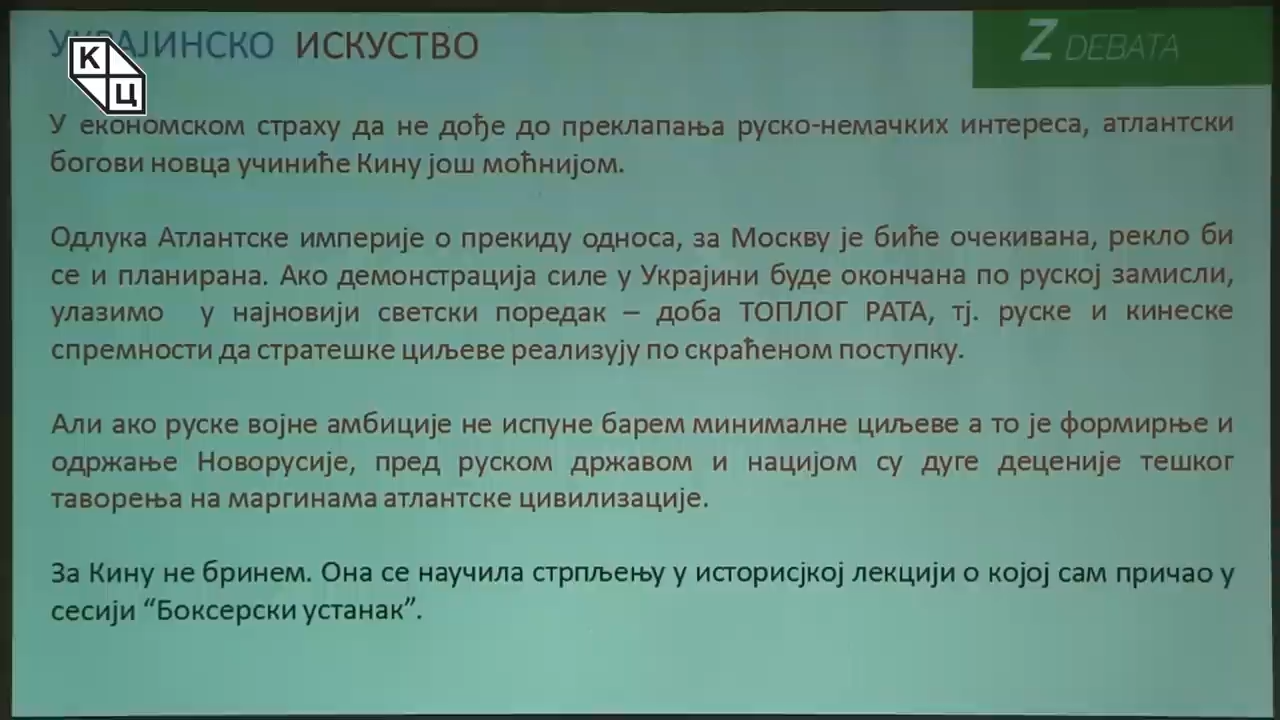 УКРАЈИНСКО ИСКУСТВО
К
Ц
Z DEBATA
У економском страху да не дође до преклапања руско-немачких интереса, атлантски
богови новца учиниће Кину још моћнијом.
Одлука Атлантске империје о прекиду односа, за Москву је биће очекивана, рекло би
се и планирана. Ако демонстрација силе у Украјини буде окончана по руској замисли,
улазимо у најновији светски поредак – доба ТОПЛОГ РАТА, тј. руске и кинеске
спремности да стратешке циљеве реализују по скраћеном поступку.
Али ако руске војне амбиције не испуне барем минималне циљеве а то је формирње и
одржање Новорусије, пред руском државом и нацијом су дуге деценије тешког
таворења на маргинама атлантске цивилизације.
За Кину не бринем. Она се научила стрпљењу у историсјкој лекцији о којој сам причао у
сесији “Боксерски устанак”.